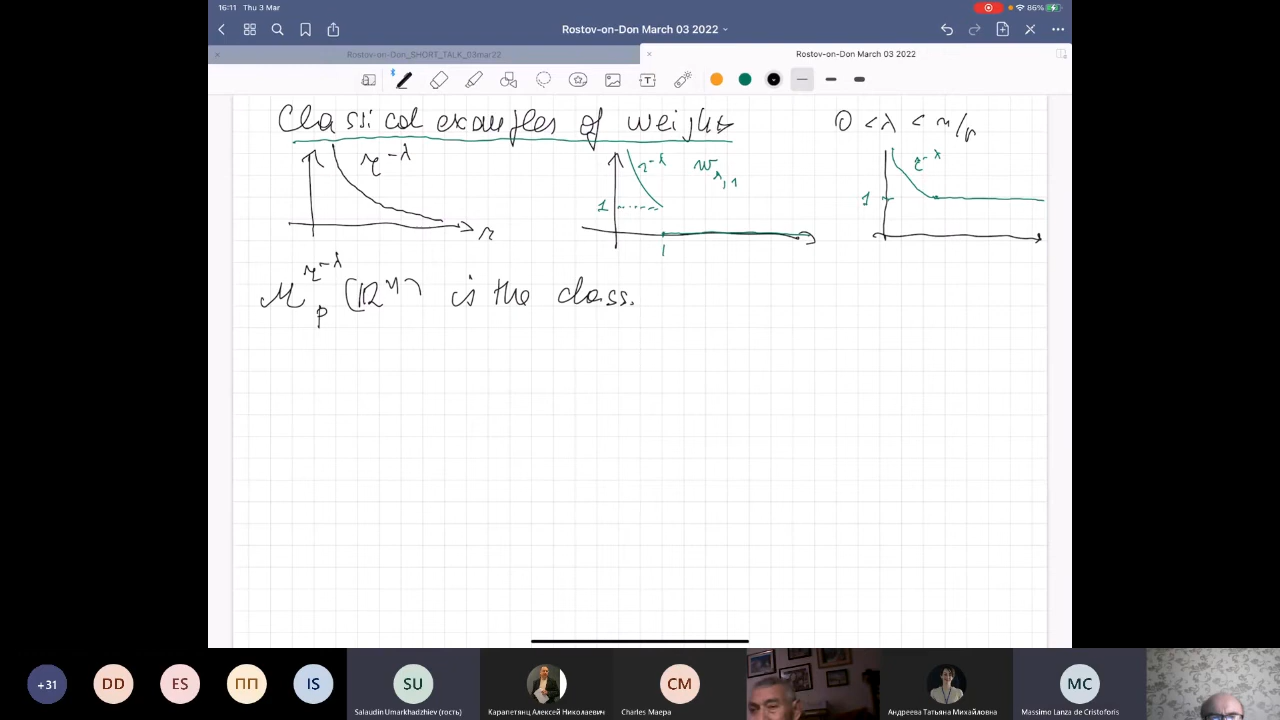 16:11 Thu 3 Mar
86%
Rostov-on-Don March 03 2022
Rostov-on-Don_SHORT_TALK_03mar22
Rostov-on-Don March 03 2022
Classical examples of weights
0 < λ < n/p
r^{-λ}
r
r^{-λ}
w_{λ,1}
1
1
r^{-λ}
1
M_p^{r^{-λ}} (ℝⁿ) is the class.
+31
DD
ES
ПП
IS
SU
CM
MC
Salaudin Umarkhadzhiev (гость)
Карапетянц Алексей Николаевич
Charles Maepa
Андреева Татьяна Михайловна
Massimo Lanza de Cristoforis